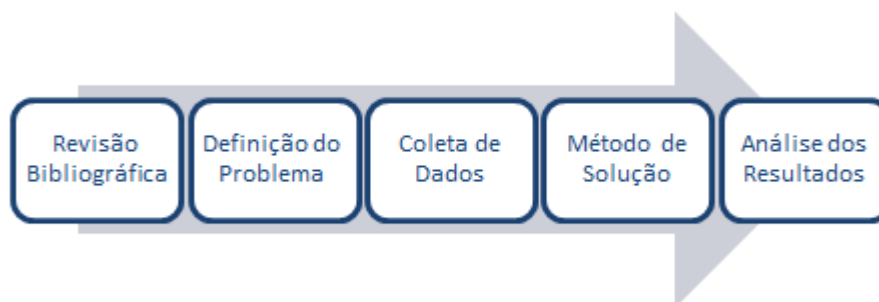 Revisão
Bibliográfica
Definição do
Problema
Coleta de
Dados
Método de
Solução
Análise dos
Resultados